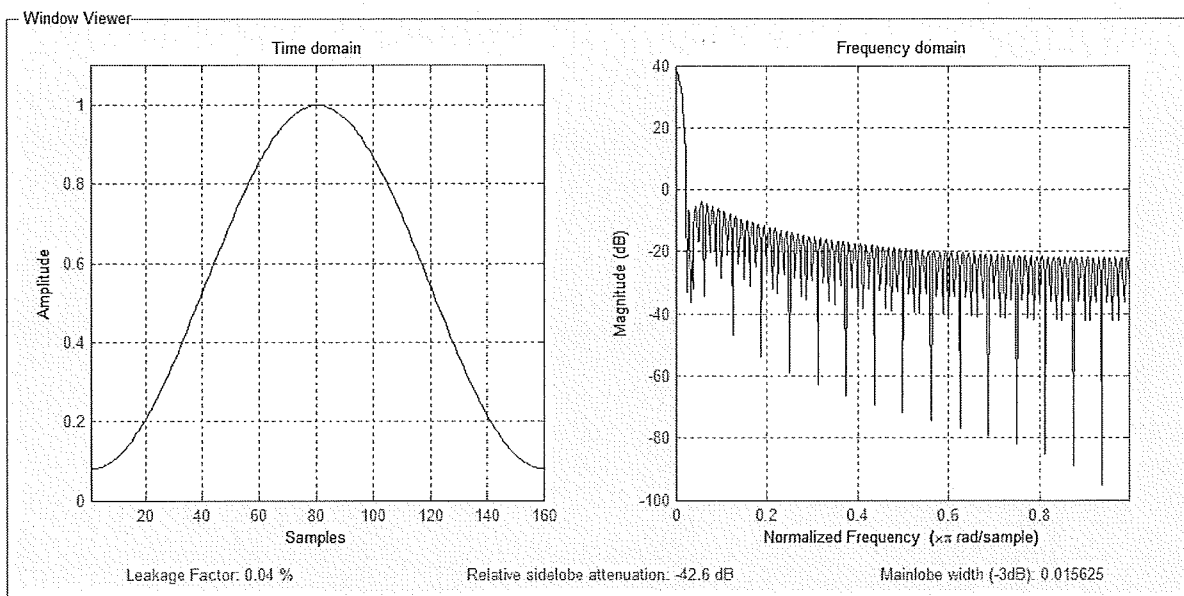 Window Viewer
Time domain
Amplitude
1
0.8
0.6
0.4
0.2
0
20 40 60 80 100 120 140 160
Samples
Frequency domain
Magnitude (dB)
40
20
0
-20
-40
-60
-80
-100
0 0.2 0.4 0.6 0.8
Normalized Frequency (×π rad/sample)
Leakage Factor: 0.04 %
Relative sidelobe attenuation: -42.6 dB
Mainlobe width (-3dB): 0.015625